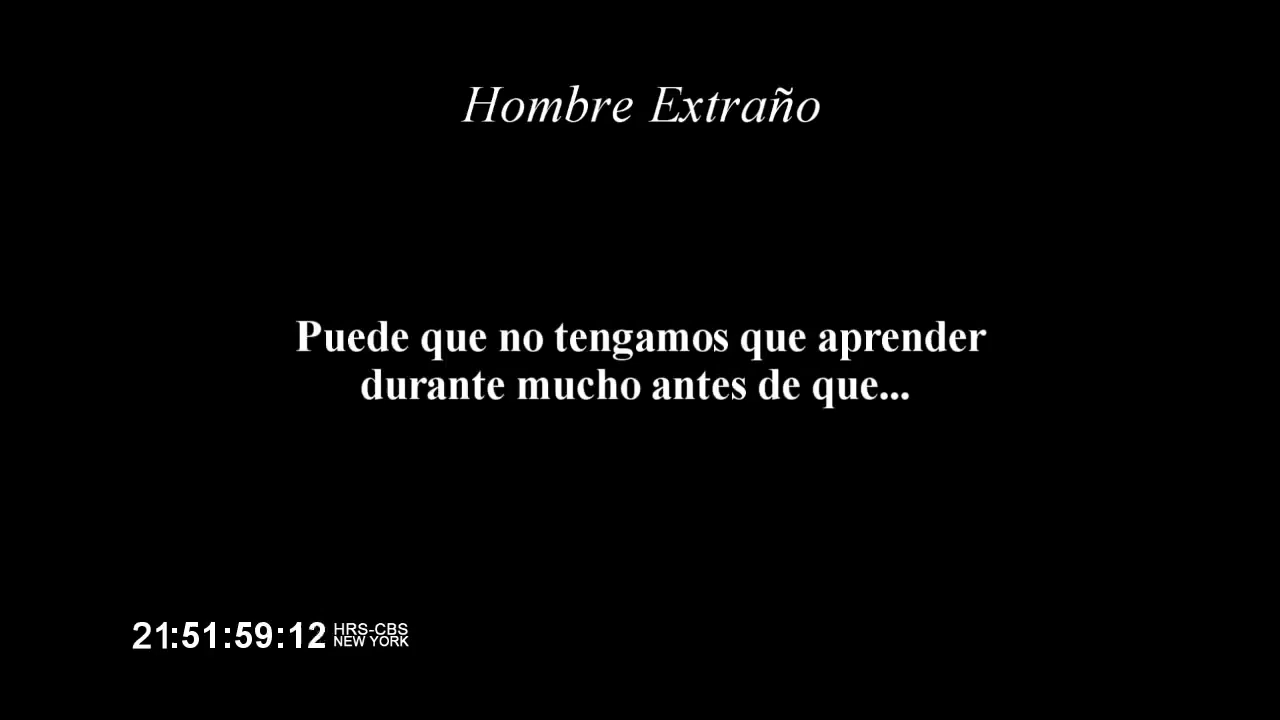 Hombre Extraño
Puede que no tengamos que aprender
durante mucho antes de que...
21:51:59:12 HRS-CBS
NEW YORK